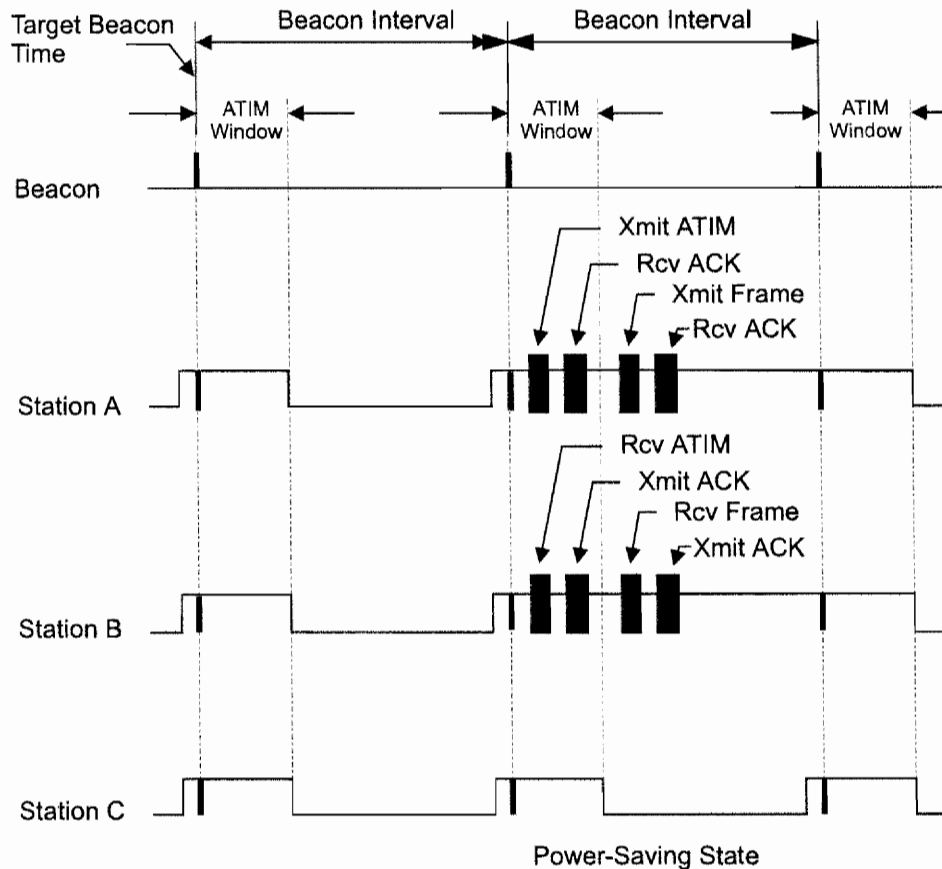 Target Beacon
Time
Beacon Interval
Beacon Interval
ATIM
Window
ATIM
Window
ATIM
Window
Beacon
Xmit ATIM
Rcv ACK
Xmit Frame
Rcv ACK
Station A
Rcv ATIM
Xmit ACK
Rcv Frame
Xmit ACK
Station B
Station C
Power-Saving State